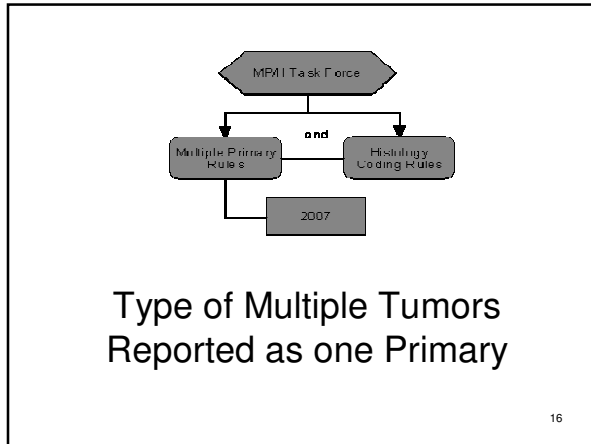 MP/H Task Force
and
Multiple Primary
Rules
Histology
Coding Rules
2007
Type of Multiple Tumors
Reported as one Primary
16